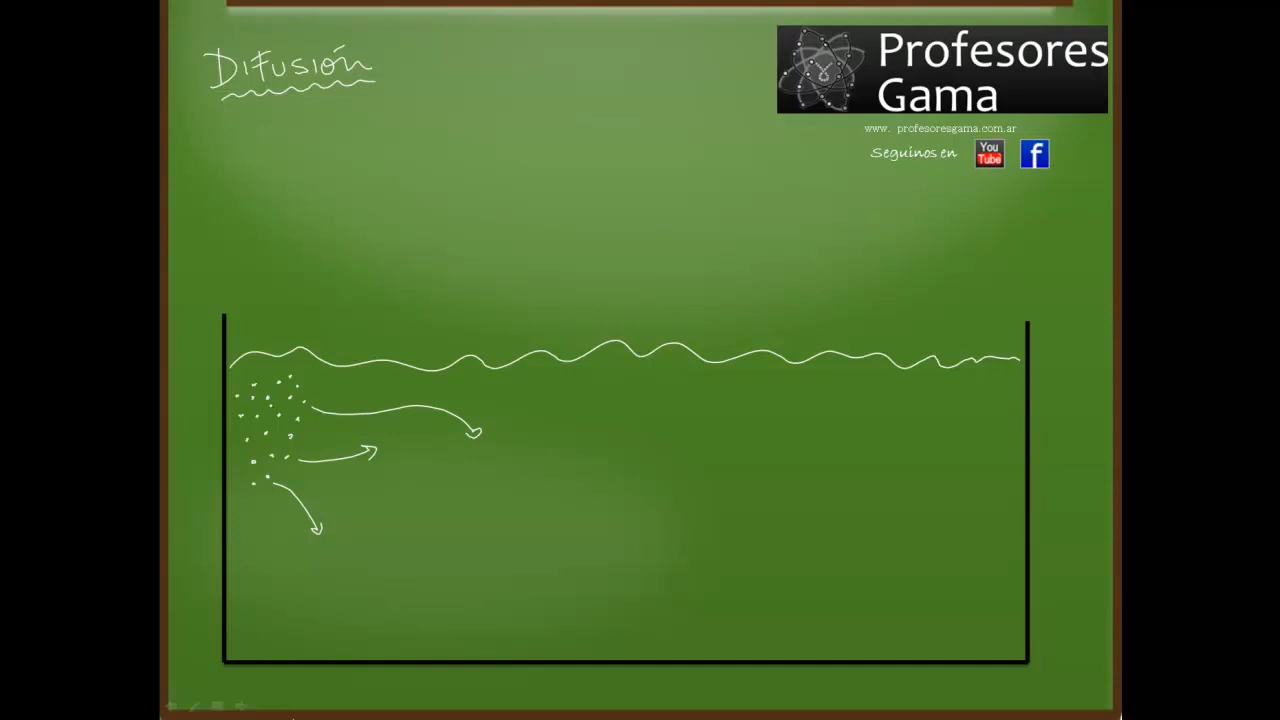 Difusión
Profesores
Gama
www. profesoresgama.com.ar
Seguinos en
You
Tube
f